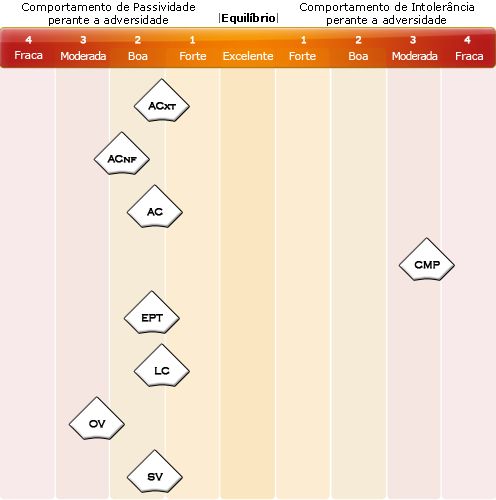 Comportamento de Passividade
perante a adversidade
|Equilíbrio|
Comportamento de Intolerância
perante a adversidade
4 3 2 1 1 2 3 4
Fraca Moderada Boa Forte Excelente Forte Boa Moderada Fraca
ACXT
ACNF
AC
CMP
EPT
LC
OV
SV